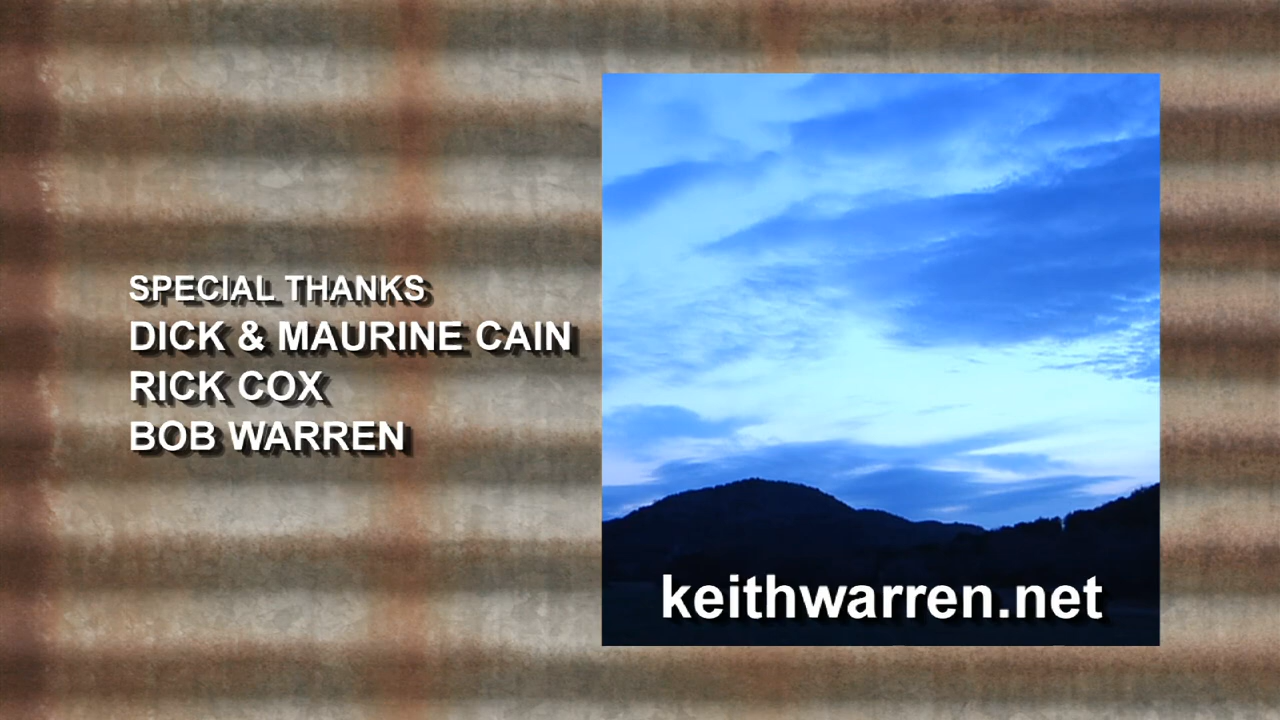 SPECIAL THANKS
DICK & MAURINE CAIN
RICK COX
BOB WARREN
keithwarren.net